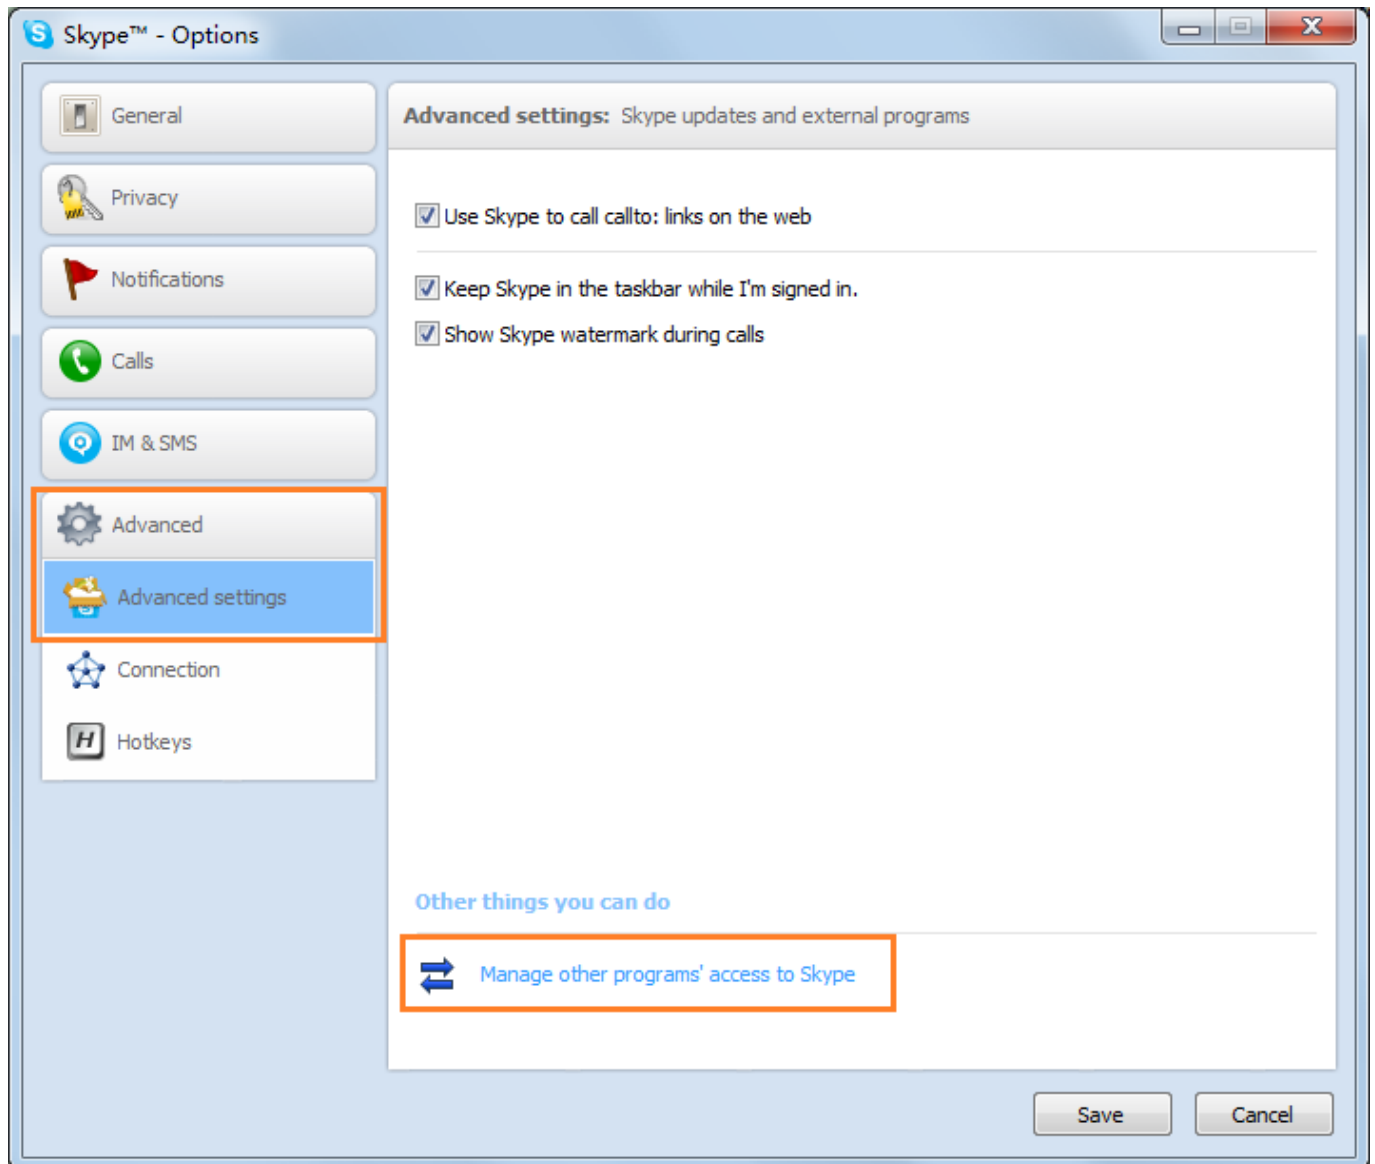 Skype™ - Options
General
Privacy
Notifications
Calls
IM & SMS
Advanced
Advanced settings
Connection
H
Hotkeys
Advanced settings: Skype updates and external programs
Use Skype to call callto: links on the web
Keep Skype in the taskbar while I'm signed in.
Show Skype watermark during calls
Other things you can do
Manage other programs' access to Skype
Save
Cancel